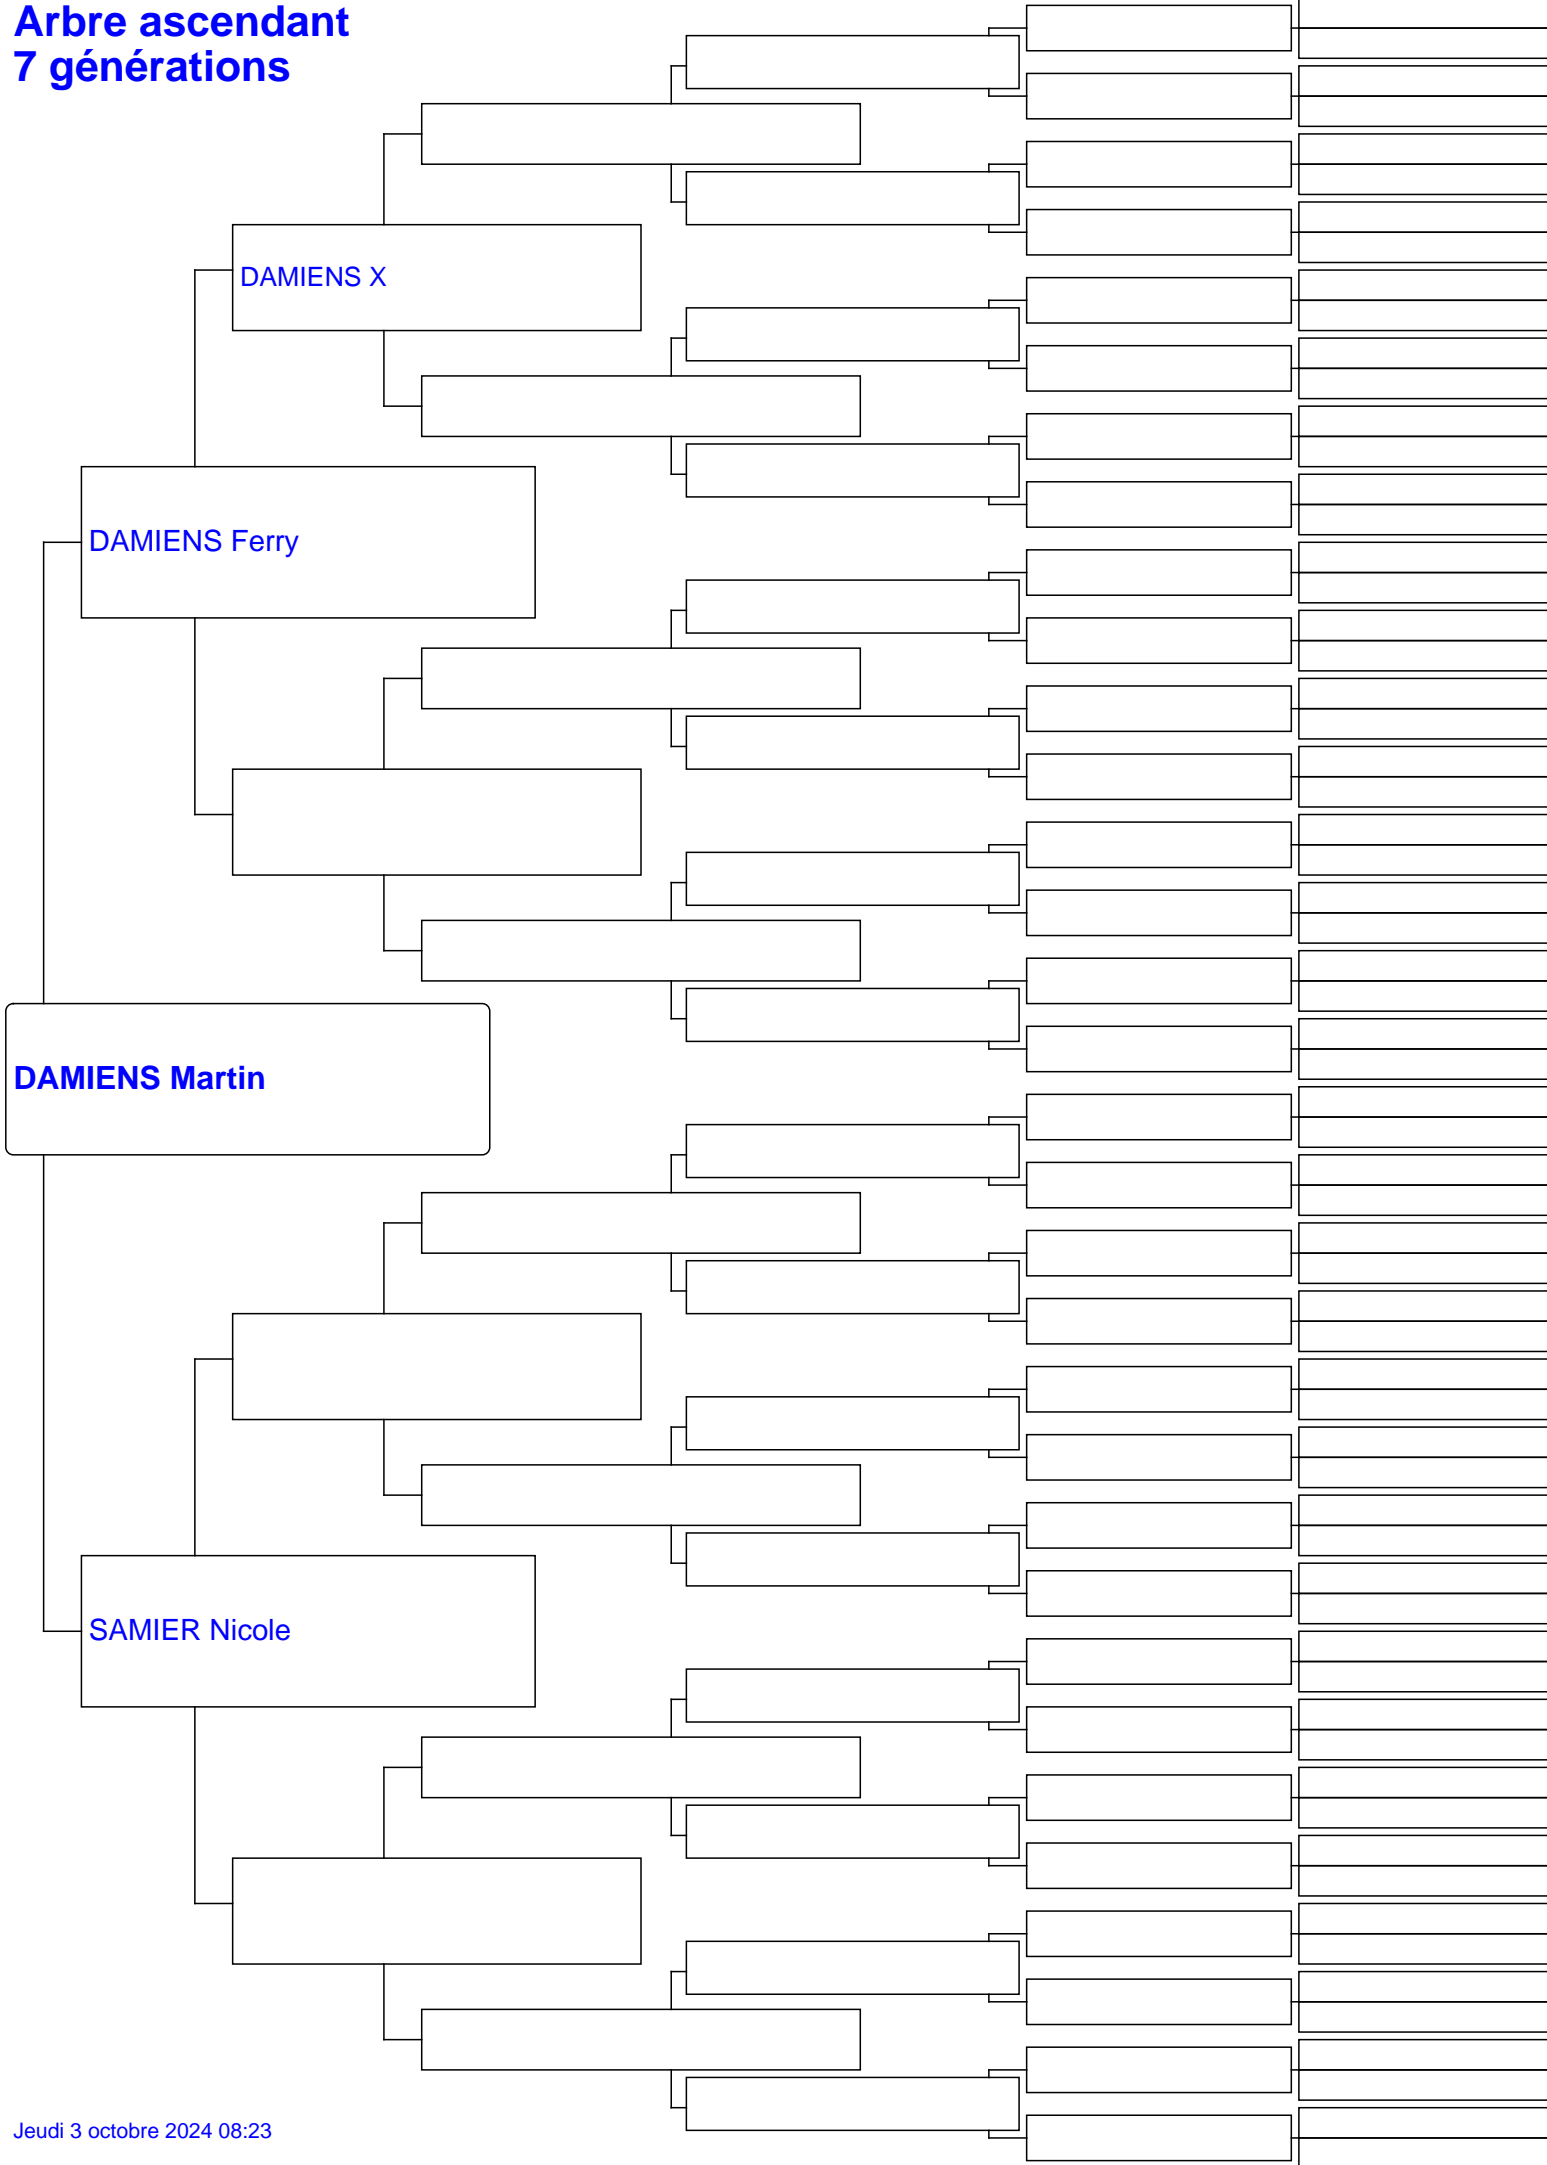 Arbre ascendant
7 générations
DAMIENS X
DAMIENS Ferry
DAMIENS Martin
SAMIER Nicole
Jeudi 3 octobre 2024 08:23